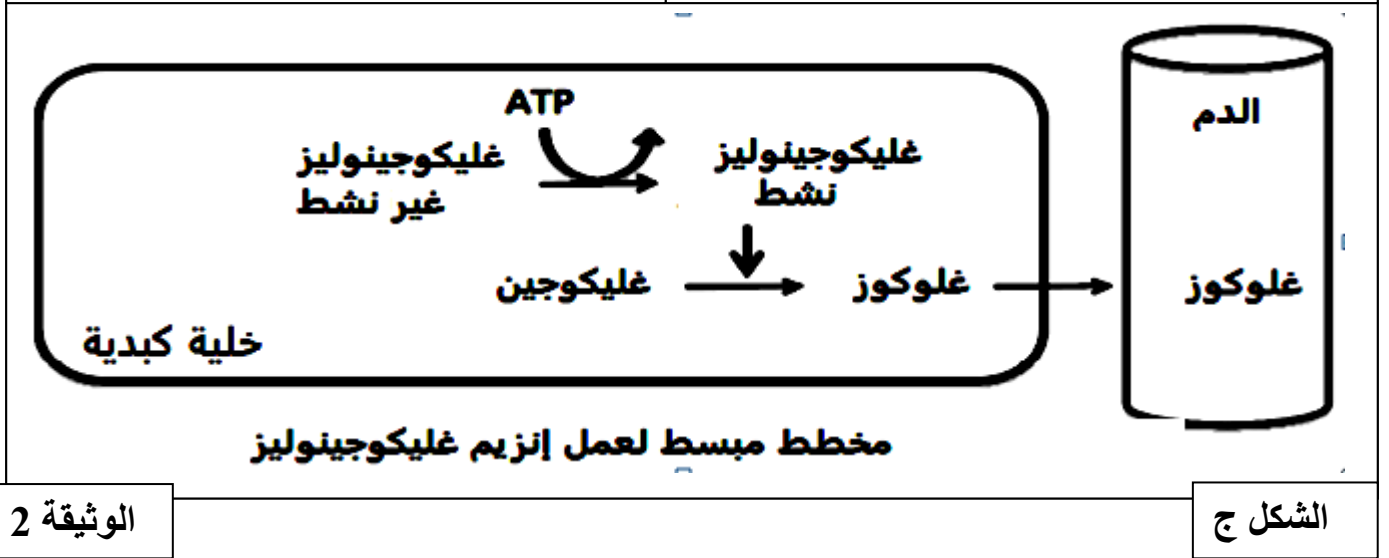 ATP
غليكوجينوليز
غير نشط
غليكوجينوليز
نشط
غليكوجين
غلوكوز
خلية كبدية
الدم
غلوكوز
مخطط مبسط لعمل إنزيم غليكوجينوليز
الشكل ج
الوثيقة 2